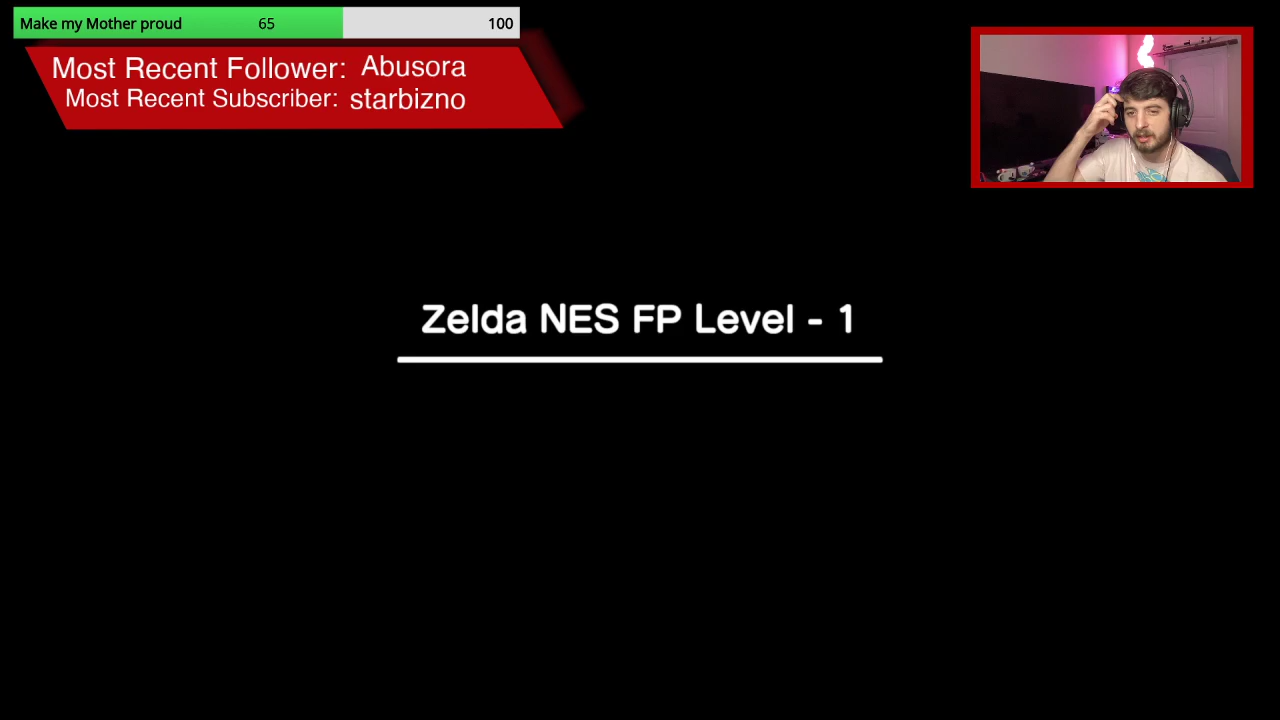 Make my Mother proud 65 100
Most Recent Follower: Abusora
Most Recent Subscriber: starbizno
Zelda NES FP Level - 1